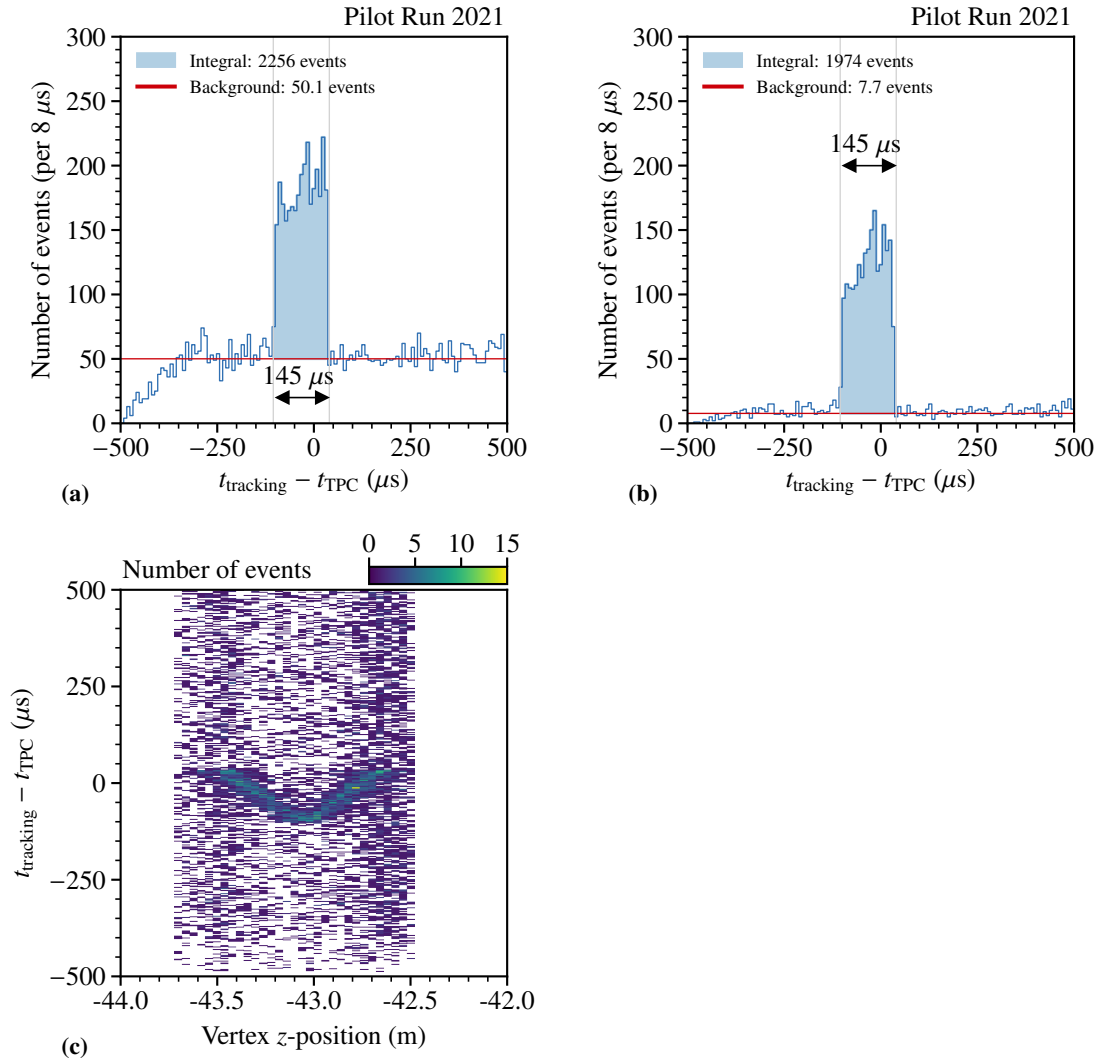 Pilot Run 2021
Number of events (per 8 μs)
300
250
200
150
100
50
0
Integral: 2256 events
Background: 50.1 events
145 μs
−500
−250
0
250
500
t_tracking − t_TPC (μs)
(a)
Pilot Run 2021
Number of events (per 8 μs)
300
250
200
150
100
50
0
Integral: 1974 events
Background: 7.7 events
145 μs
−500
−250
0
250
500
t_tracking − t_TPC (μs)
(b)
Number of events
0
5
10
15
t_tracking − t_TPC (μs)
500
250
0
−250
−500
-44.0
-43.5
-43.0
-42.5
-42.0
Vertex z-position (m)
(c)